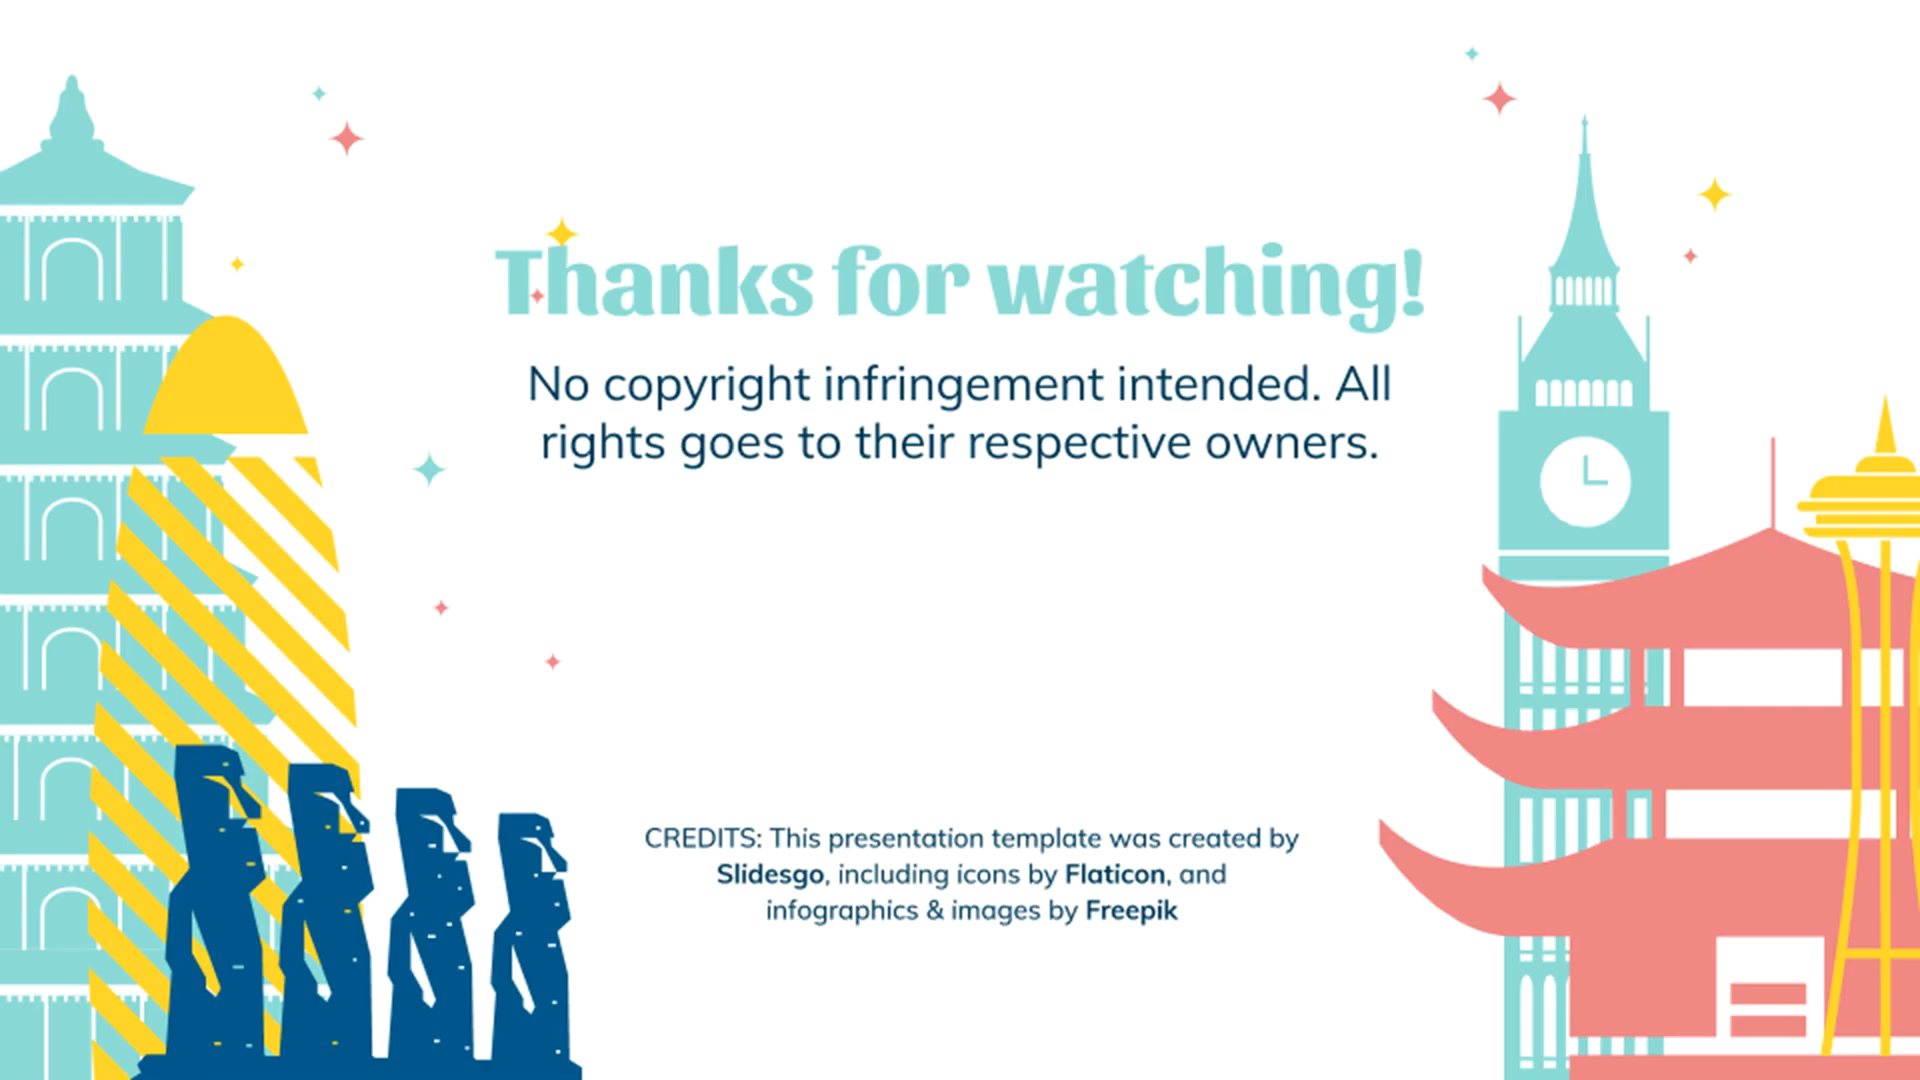 Thanks for watching!
No copyright infringement intended. All
rights goes to their respective owners.
CREDITS: This presentation template was created by
Slidesgo, including icons by Flaticon, and
infographics & images by Freepik